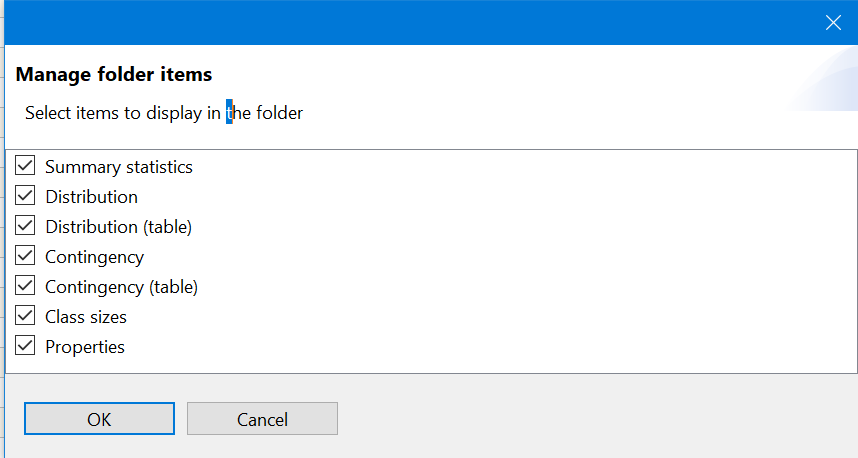 Manage folder items
Select items to display in the folder
Summary statistics
Distribution
Distribution (table)
Contingency
Contingency (table)
Class sizes
Properties
OK
Cancel